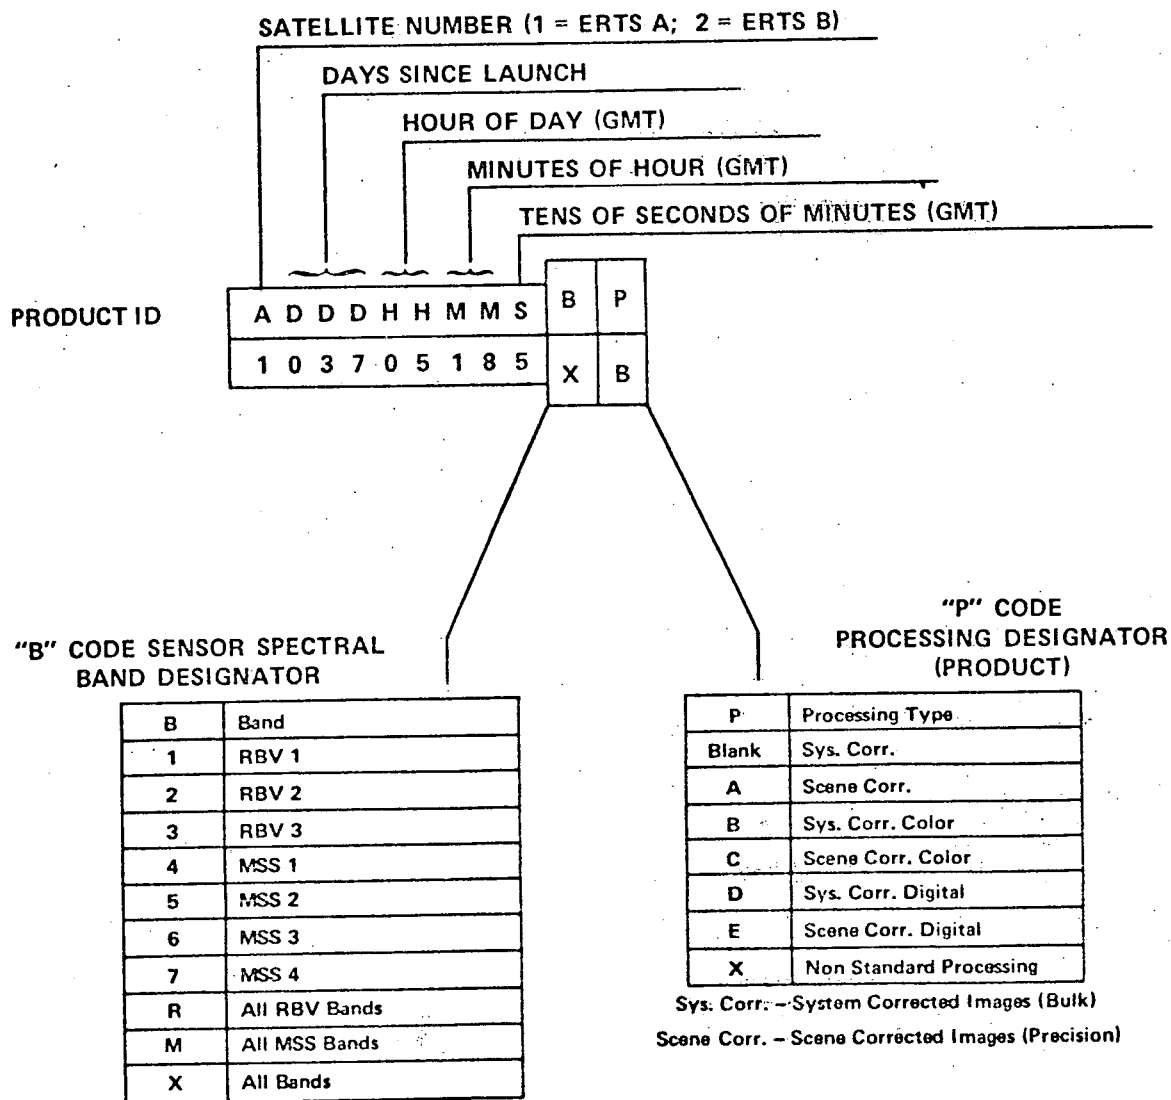 SATELLITE NUMBER (1 = ERTS A; 2 = ERTS B)
DAYS SINCE LAUNCH
HOUR OF DAY (GMT)
MINUTES OF HOUR (GMT)
TENS OF SECONDS OF MINUTES (GMT)
PRODUCT ID
A D D D H H M M S B P
1 0 3 7 0 5 1 8 5 X B
"B" CODE SENSOR SPECTRAL
BAND DESIGNATOR
B Band
1 RBV 1
2 RBV 2
3 RBV 3
4 MSS 1
5 MSS 2
6 MSS 3
7 MSS 4
R All RBV Bands
M All MSS Bands
X All Bands
"P" CODE
PROCESSING DESIGNATOR
(PRODUCT)
P Processing Type
Blank Sys. Corr.
A Scene Corr.
B Sys. Corr. Color
C Scene Corr. Color
D Sys. Corr. Digital
E Scene Corr. Digital
X Non Standard Processing
Sys. Corr. – System Corrected Images (Bulk)
Scene Corr. – Scene Corrected Images (Precision)